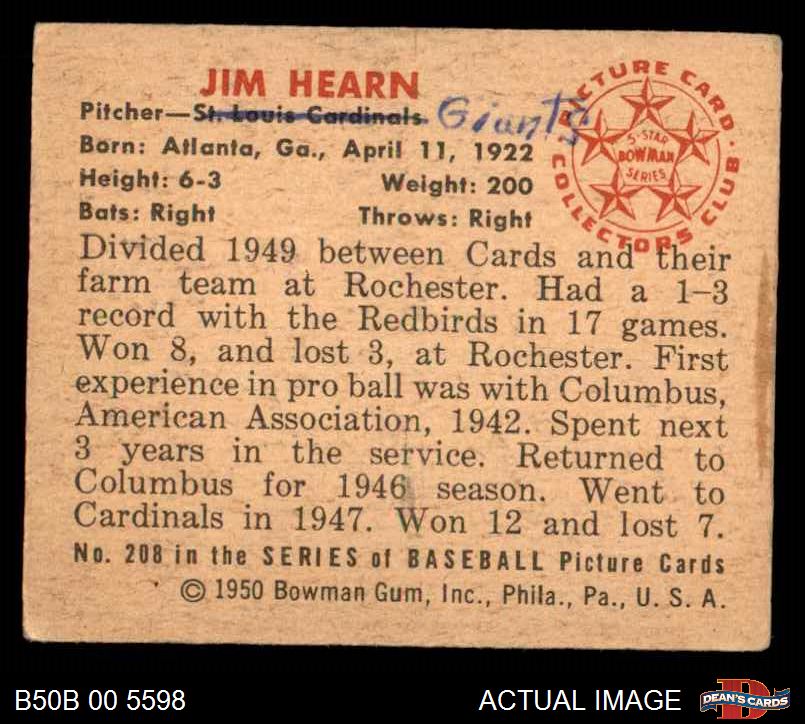 JIM HEARN
Pitcher—St. Louis Cardinals Giants
Born: Atlanta, Ga., April 11, 1922
Height: 6-3 Weight: 200
Bats: Right Throws: Right
PICTURE CARD
COLLECTORS CLUB
5-STAR
BOWMAN
SERIES
Divided 1949 between Cards and their
farm team at Rochester. Had a 1–3
record with the Redbirds in 17 games.
Won 8, and lost 3, at Rochester. First
experience in pro ball was with Columbus,
American Association, 1942. Spent next
3 years in the service. Returned to
Columbus for 1946 season. Went to
Cardinals in 1947. Won 12 and lost 7.
No. 208 in the SERIES of BASEBALL Picture Cards
© 1950 Bowman Gum, Inc., Phila., Pa., U. S. A.
B50B 00 5598 ACTUAL IMAGE DEAN'S CARDS